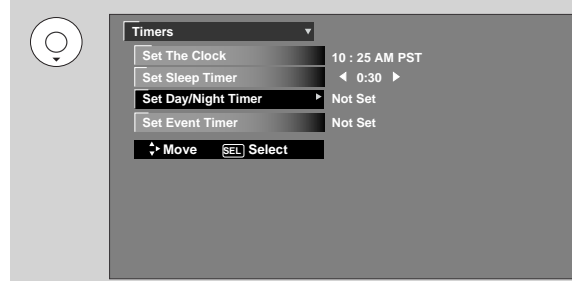 Timers
Set The Clock 10 : 25 AM PST
Set Sleep Timer 0:30
Set Day/Night Timer Not Set
Set Event Timer Not Set
Move SEL Select